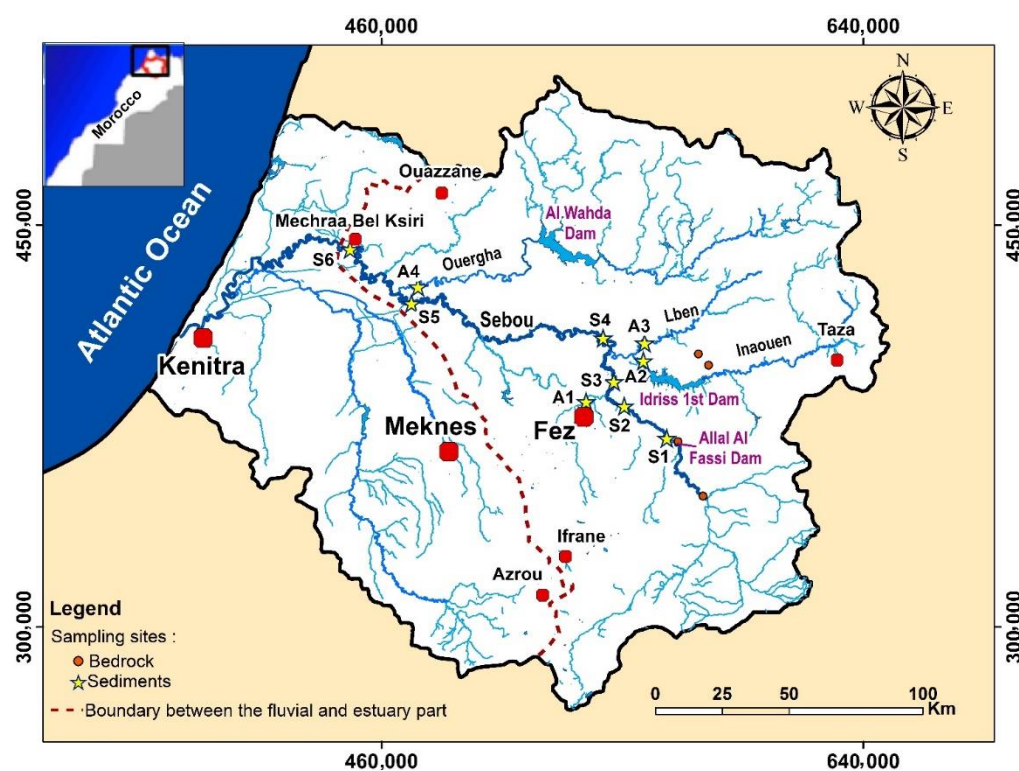 460,000
640,000
Morocco
N
W
E
S
Atlantic Ocean
450,000
450,000
Ouazzane
Mechraa Bel Ksiri
Al Wahda
Dam
S6
A4
Ouergha
S5
Sebou
S4
A3
Lben
Taza
Inaouen
Kenitra
S3
A2
A1
Idriss 1st Dam
S2
Meknes
Fez
Allal Al
Fassi Dam
S1
Ifrane
Azrou
Legend
Sampling sites :
Bedrock
Sediments
Boundary between the fluvial and estuary part
300,000
300,000
0 25 50 100
Km
460,000
640,000